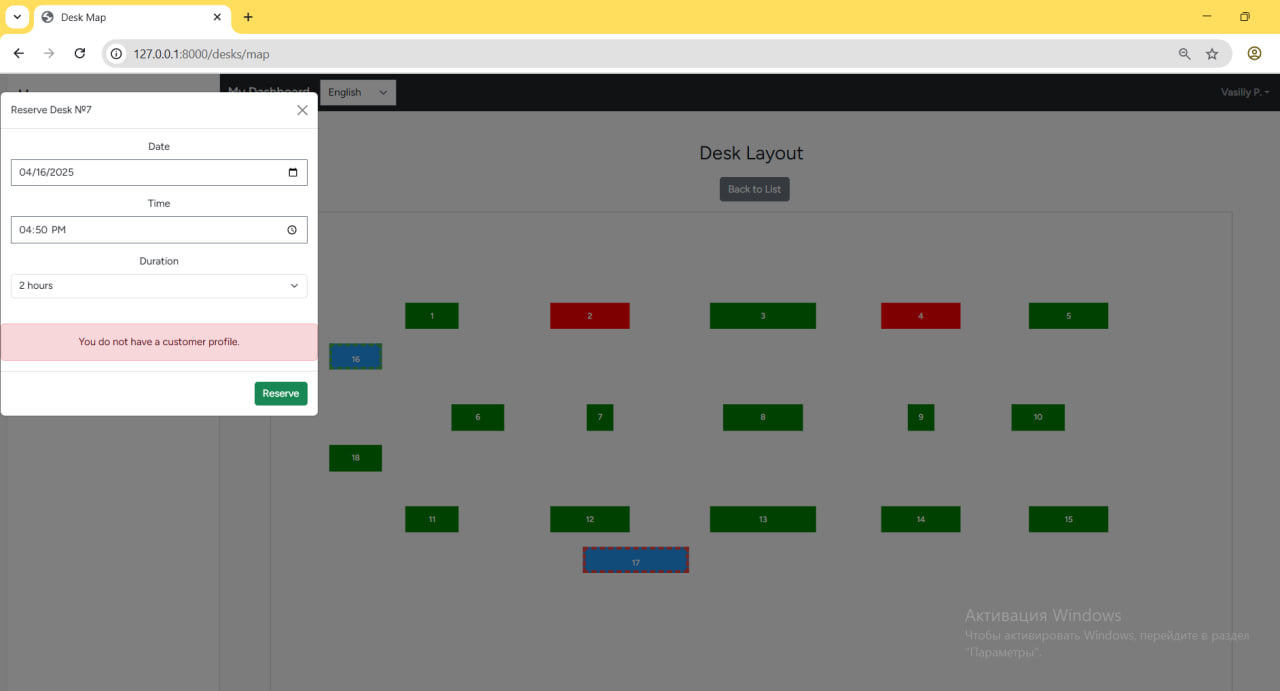 Desk Map
127.0.0.1:8000/desks/map
My Dashboard
English
Vasiliy P.
Reserve Desk №7
Date
04/16/2025
Time
04:50 PM
Duration
2 hours
You do not have a customer profile.
Reserve
Desk Layout
Back to List
1
2
3
4
5
16
6
7
8
9
10
18
11
12
13
14
15
17
Активация Windows
Чтобы активировать Windows, перейдите в раздел
"Параметры".